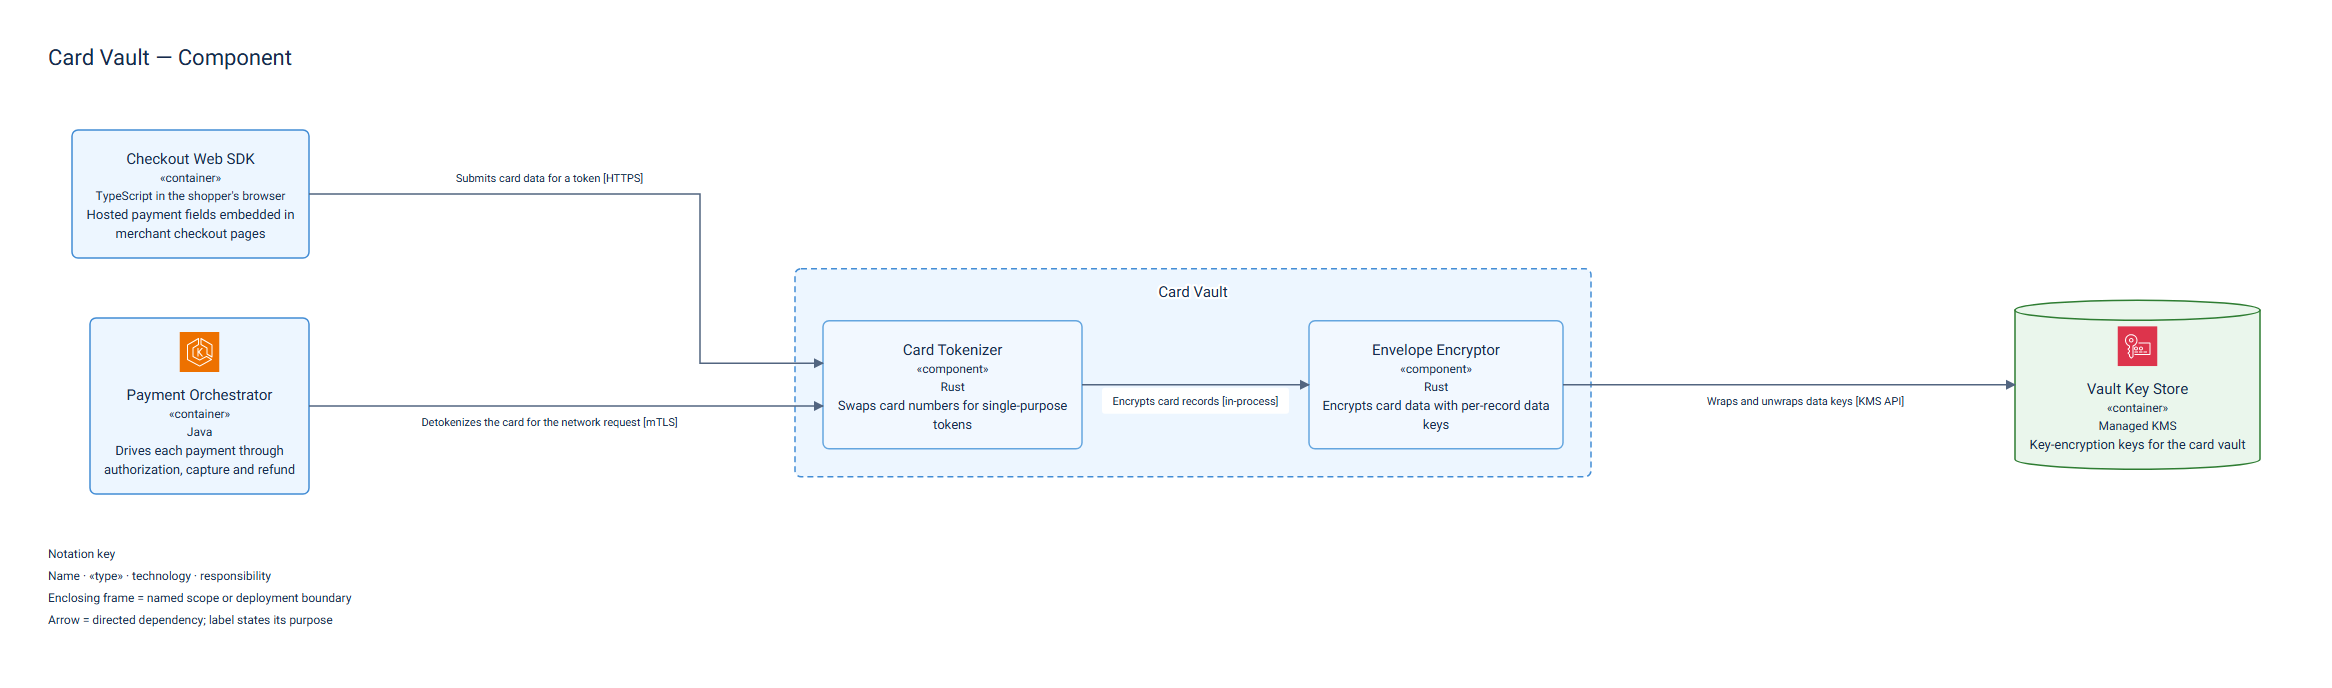 Card Vault — Component
Checkout Web SDK
«container»
TypeScript in the shopper's browser
Hosted payment fields embedded in
merchant checkout pages
Submits card data for a token [HTTPS]
Payment Orchestrator
«container»
Java
Drives each payment through
authorization, capture and refund
Detokenizes the card for the network request [mTLS]
Card Vault
Card Tokenizer
«component»
Rust
Swaps card numbers for single-purpose
tokens
Encrypts card records [in-process]
Envelope Encryptor
«component»
Rust
Encrypts card data with per-record data
keys
Wraps and unwraps data keys [KMS API]
Vault Key Store
«container»
Managed KMS
Key-encryption keys for the card vault
Notation key
Name · «type» · technology · responsibility
Enclosing frame = named scope or deployment boundary
Arrow = directed dependency; label states its purpose